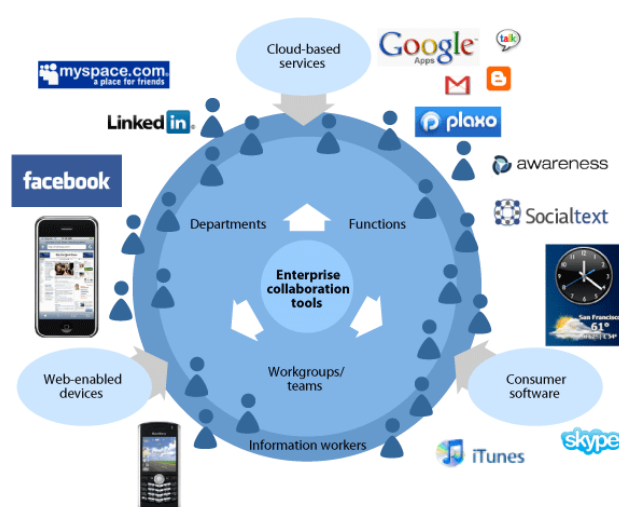 Cloud-based
services
Google
Apps
talk
myspace.com
a place for friends
LinkedIn
plaxo
awareness
facebook
Socialtext
Departments
Functions
Enterprise
collaboration
tools
San Francisco
61°
Workgroups/
teams
Web-enabled
devices
Consumer
software
Information workers
iTunes
skype